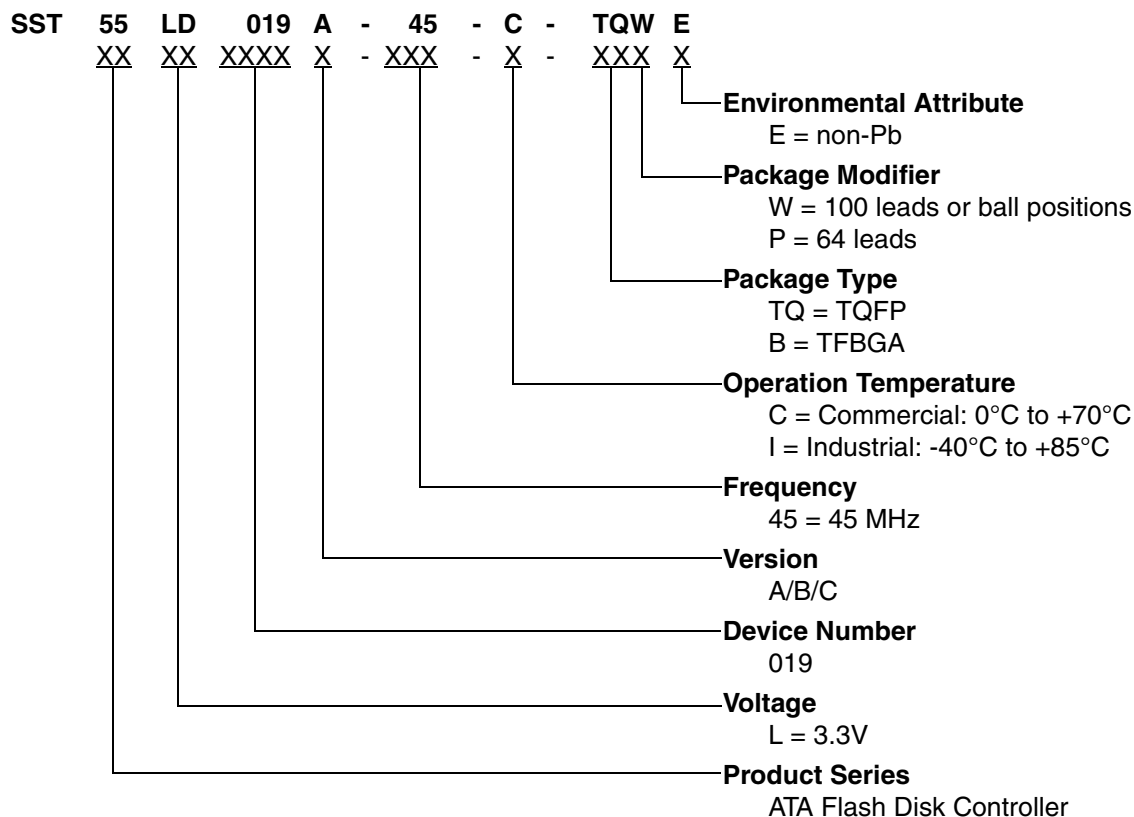 SST 55 LD 019 A - 45 - C - TQW E
XX XX XXXX X - XXX - X - XXX X
Environmental Attribute
E = non-Pb
Package Modifier
W = 100 leads or ball positions
P = 64 leads
Package Type
TQ = TQFP
B = TFBGA
Operation Temperature
C = Commercial: 0°C to +70°C
I = Industrial: -40°C to +85°C
Frequency
45 = 45 MHz
Version
A/B/C
Device Number
019
Voltage
L = 3.3V
Product Series
ATA Flash Disk Controller